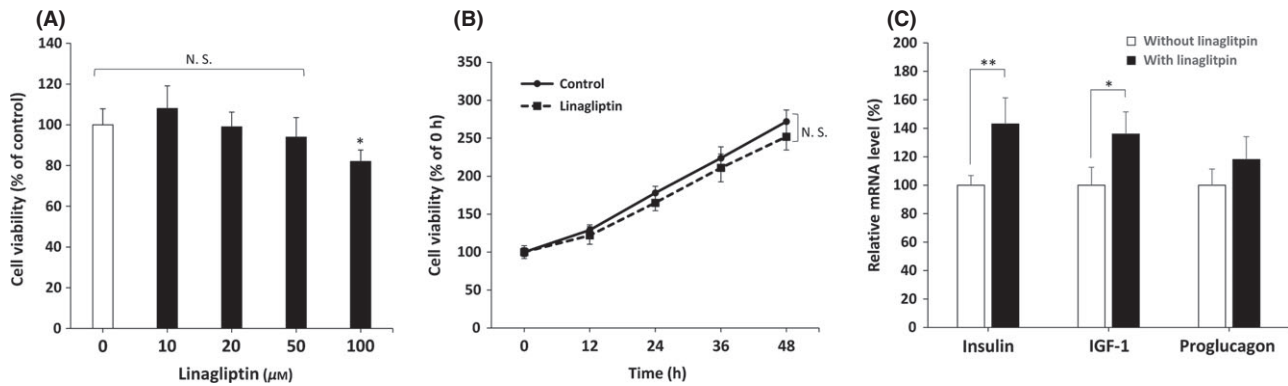 (A)
Cell viability (% of control)
140
120
100
80
60
40
20
0
N. S.
*
0 10 20 50 100
Linagliptin (μM)
(B)
Cell viability (% of 0 h)
350
300
250
200
150
100
50
0
Control
Linagliptin
N. S.
0 12 24 36 48
Time (h)
(C)
Relative mRNA level (%)
200
180
160
140
120
100
80
60
40
20
0
Without linaglitpin
With linaglitpin
**
*
Insulin IGF-1 Proglucagon